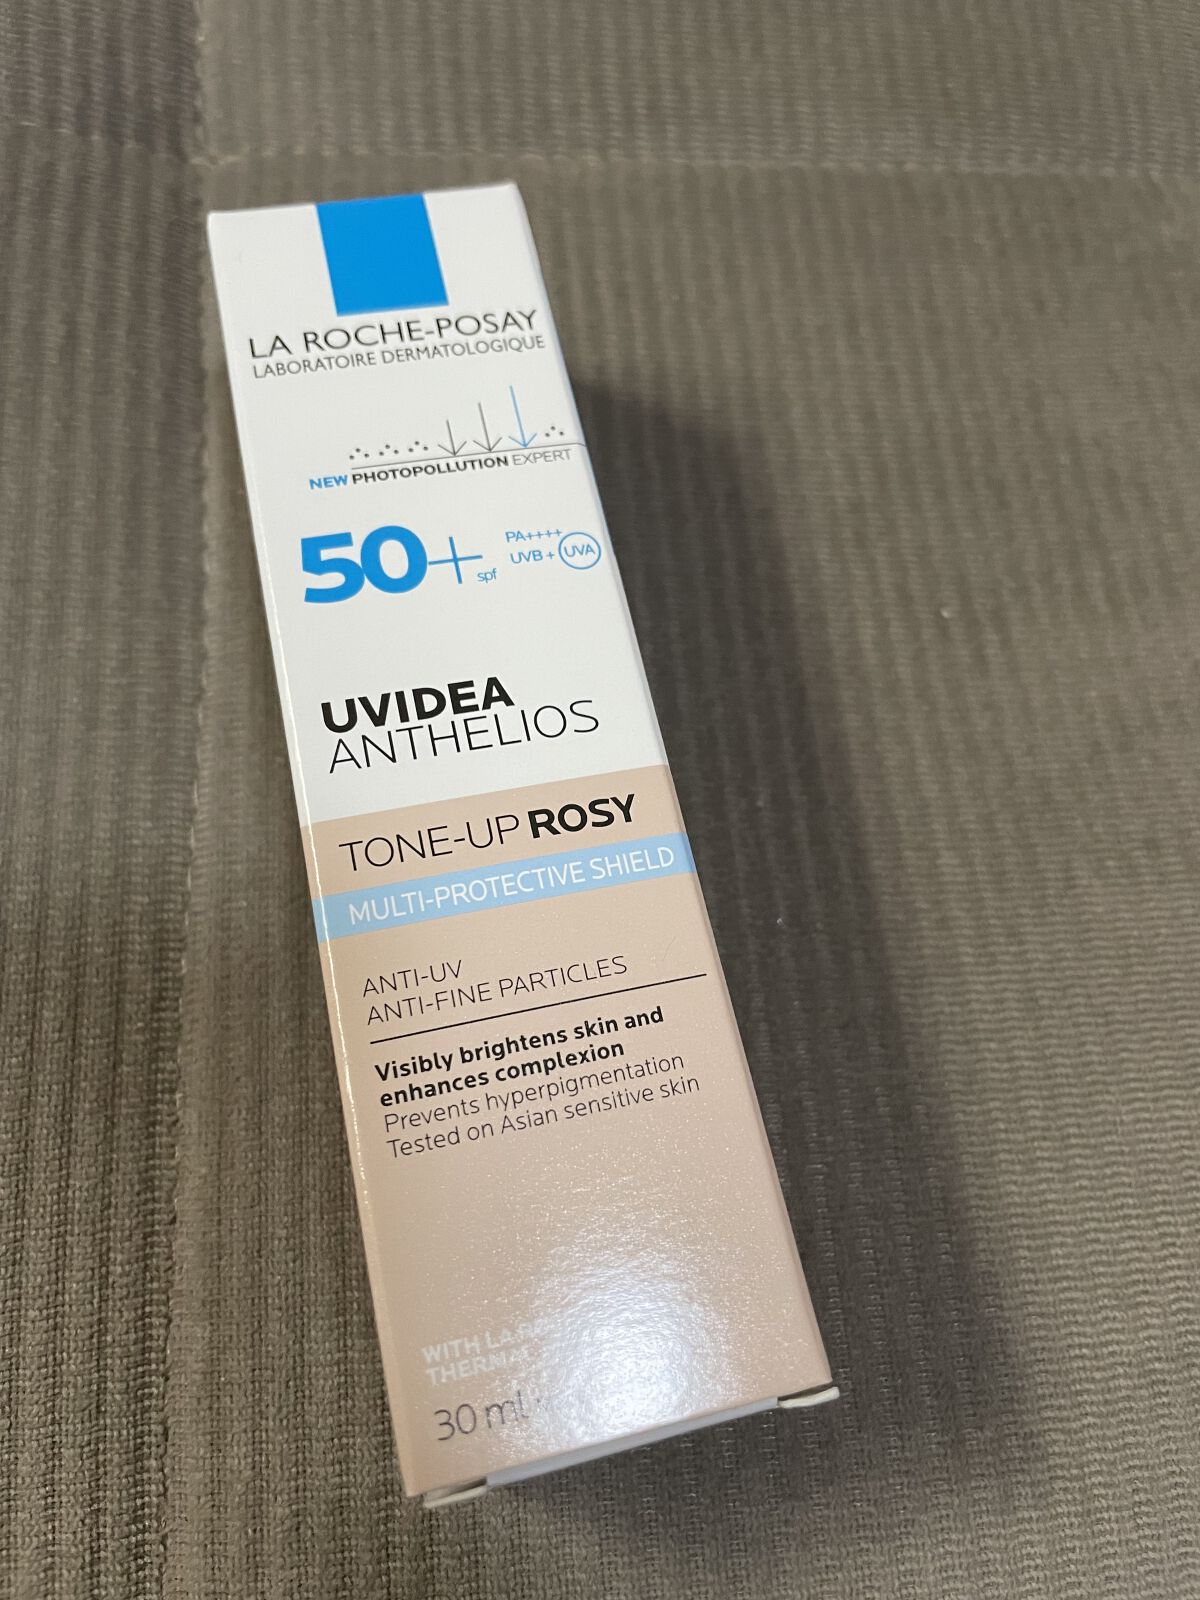 LA ROCHE-POSAY
LABORATOIRE DERMATOLOGIQUE
NEW PHOTOPOLLUTION EXPERT
50+ spf
PA++++
UVB + UVA
UVIDEA
ANTHELIOS
TONE-UP ROSY
MULTI-PROTECTIVE SHIELD
ANTI-UV
ANTI-FINE PARTICLES
Visibly brightens skin and
enhances complexion
Prevents hyperpigmentation
Tested on Asian sensitive skin
WITH LA
THERMAL
30 ml